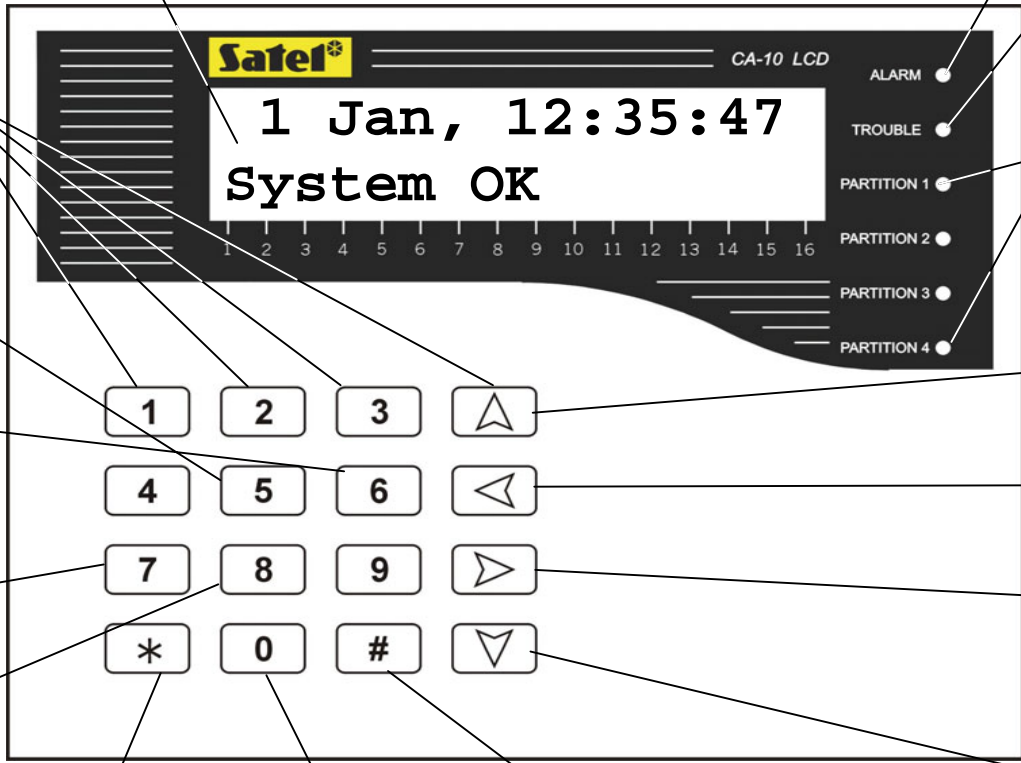 Satel* CA-10 LCD
1 Jan, 12:35:47
System OK
1 2 3 4 5 6 7 8 9 10 11 12 13 14 15 16
ALARM
TROUBLE
PARTITION 1
PARTITION 2
PARTITION 3
PARTITION 4
1 2 3
4 5 6
7 8 9
* 0 #